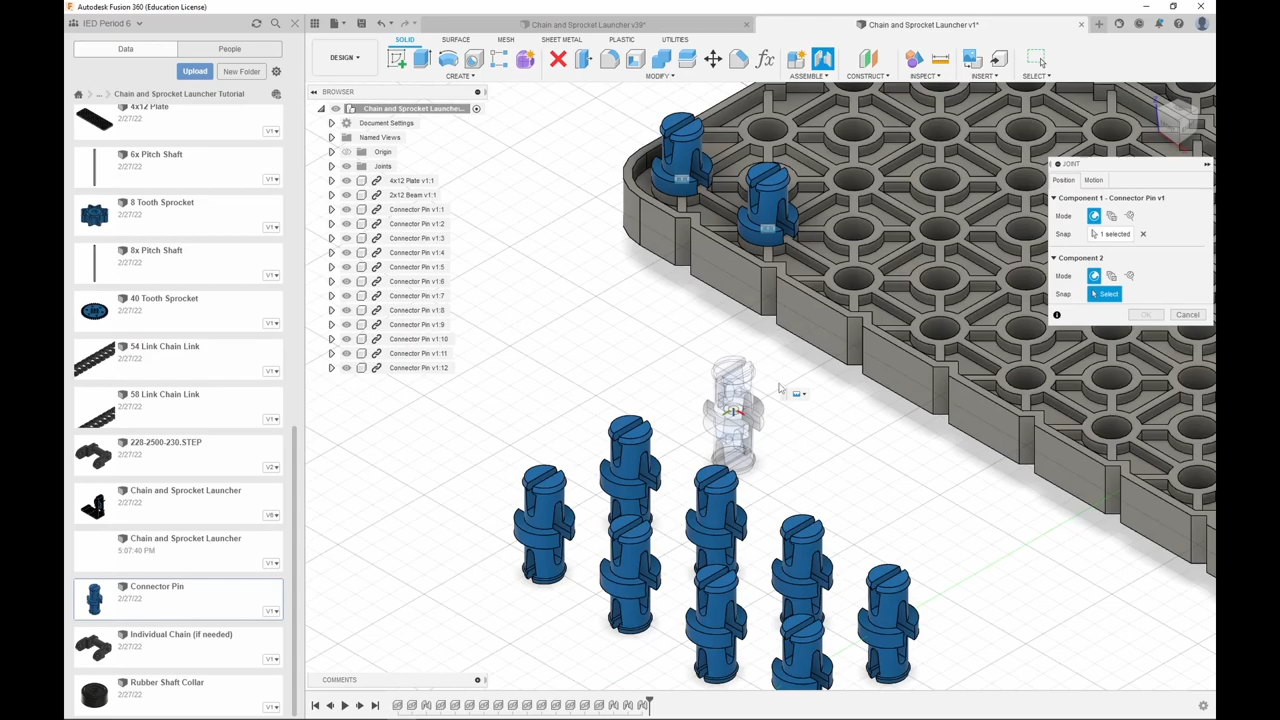 Autodesk Fusion 360 (Education License)
IED Period 6
Chain and Sprocket Launcher v39*
Chain and Sprocket Launcher v1*
Data
People
Upload
New Folder
... Chain and Sprocket Launcher Tutorial
4x12 Plate
2/27/22
V1
6x Pitch Shaft
2/27/22
V1
8 Tooth Sprocket
2/27/22
V1
8x Pitch Shaft
2/27/22
V1
40 Tooth Sprocket
2/27/22
V1
54 Link Chain Link
2/27/22
V1
58 Link Chain Link
2/27/22
V1
228-2500-230.STEP
2/27/22
V2
Chain and Sprocket Launcher
2/27/22
V6
Chain and Sprocket Launcher
5:07:40 PM
Connector Pin
2/27/22
V1
Individual Chain (if needed)
2/27/22
V1
Rubber Shaft Collar
2/27/22
V1
DESIGN
SOLID
SURFACE
MESH
SHEET METAL
PLASTIC
UTILITIES
CREATE
MODIFY
ASSEMBLE
CONSTRUCT
INSPECT
INSERT
SELECT
BROWSER
Chain and Sprocket Launche...
Document Settings
Named Views
Origin
Joints
4x12 Plate v1:1
2x12 Beam v1:1
Connector Pin v1:1
Connector Pin v1:2
Connector Pin v1:3
Connector Pin v1:4
Connector Pin v1:5
Connector Pin v1:6
Connector Pin v1:7
Connector Pin v1:8
Connector Pin v1:9
Connector Pin v1:10
Connector Pin v1:11
Connector Pin v1:12
JOINT
Position
Motion
Component 1 - Connector Pin v1
Mode
Snap
1 selected
Component 2
Mode
Snap
Select
OK
Cancel
COMMENTS